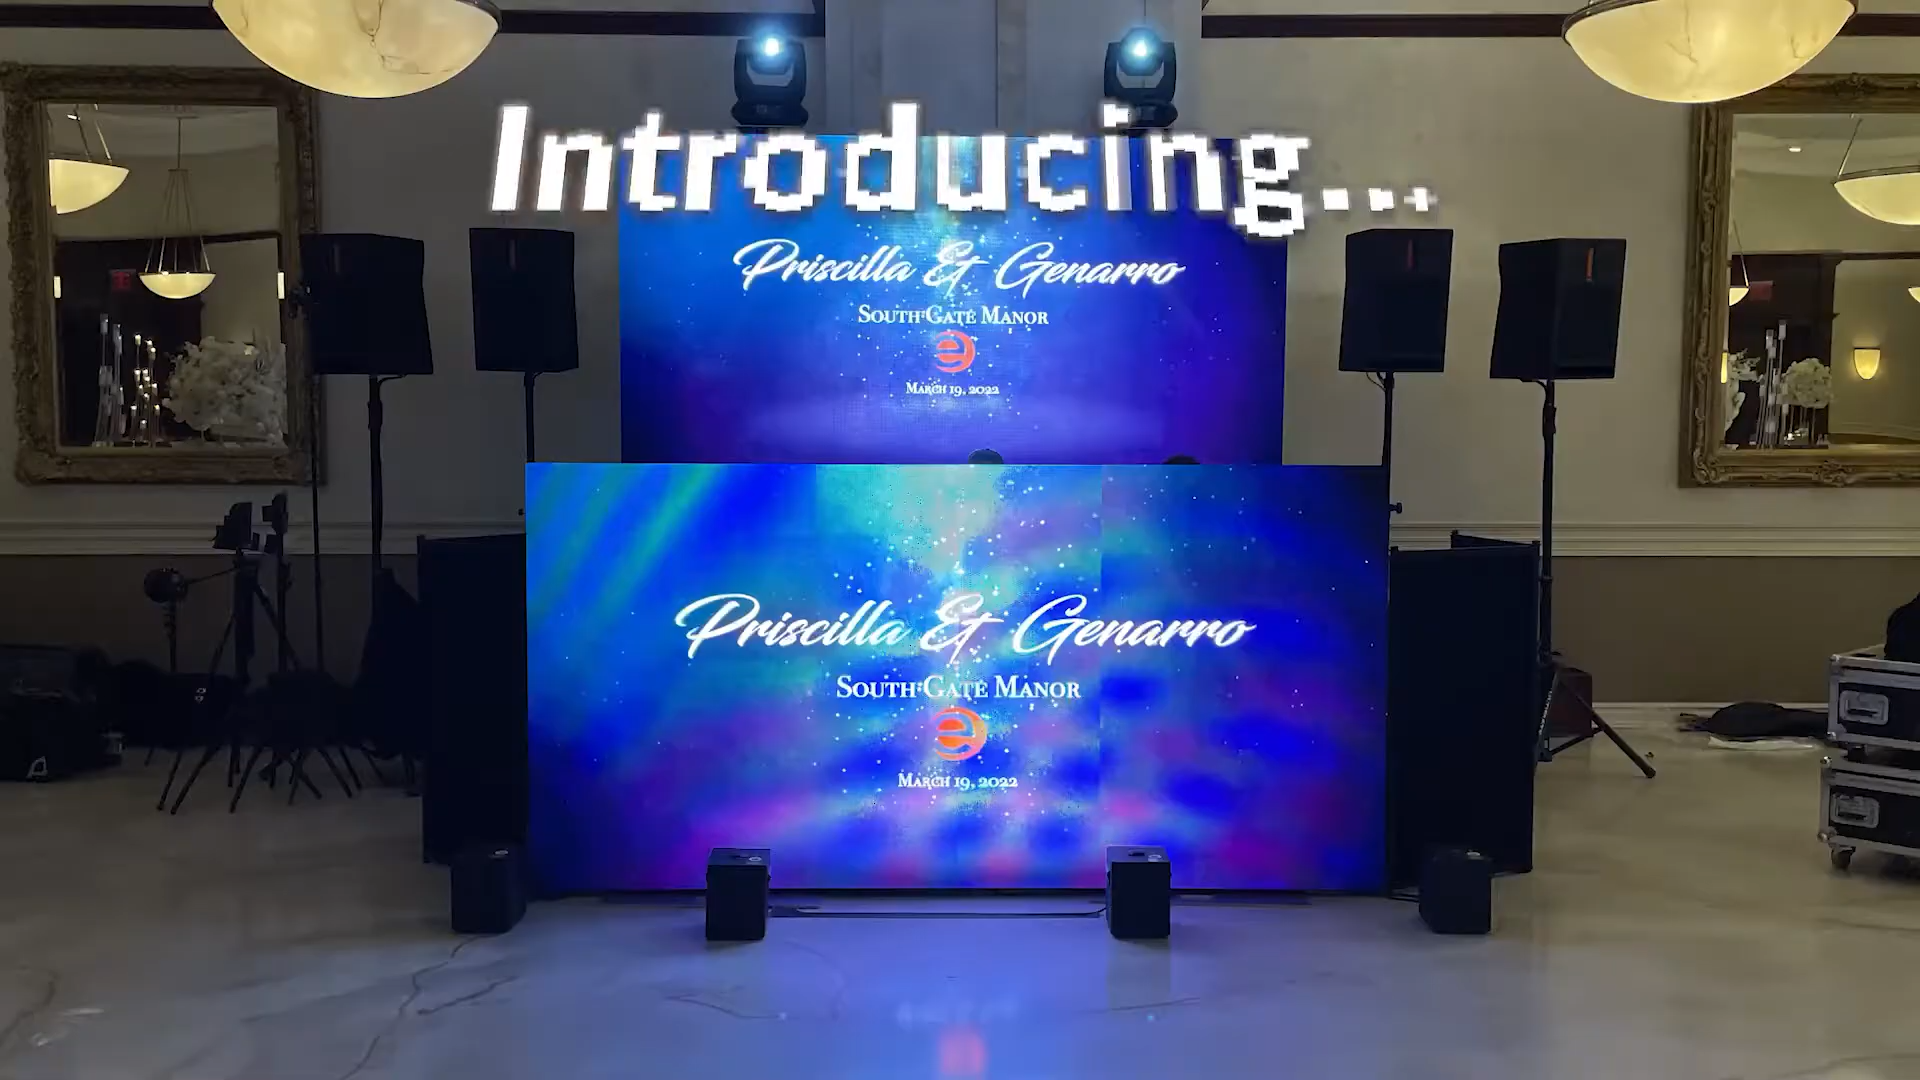 Introducing...
Priscilla & Genarro
South Gate Manor
March 19, 2022
Priscilla & Genarro
South Gate Manor
March 19, 2022